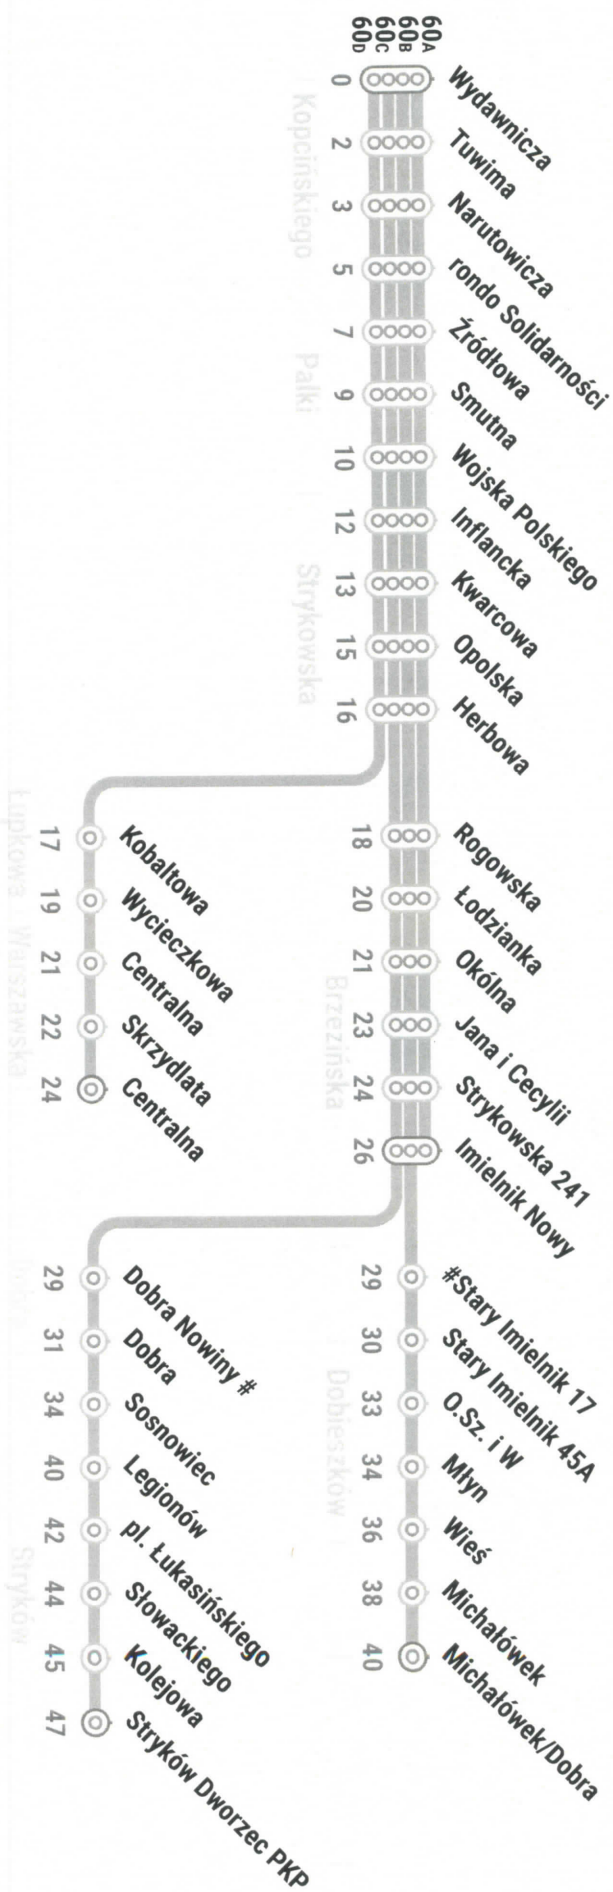 60A
60B
60C
60D
0 Wydawnicza
2 Tuwima
3 Narutowicza
5 rondo Solidarności
7 Źródłowa
9 Smutna
10 Wojska Polskiego
12 Inflancka
13 Kwarcowa
15 Opolska
16 Herbowa
Kopcińskiego
Palki
Strykowska
18 Rogowska
20 Łodzianka
21 Okólna
23 Jana i Cecylii
24 Strykowska 241
26 Imielnik Nowy
Brzezińska
29 #Stary Imielnik 17
30 Stary Imielnik 45A
33 O.Sz. i W
34 Młyn
36 Wieś
38 Michałówek
40 Michałówek/Dobra
Dobieszków
17 Kobaltowa
19 Wycieczkowa
21 Centralna
22 Skrzydlata
24 Centralna
Łupkowa Warszawska
29 Dobra Nowiny #
31 Dobra
34 Sosnowiec
40 Legionów
42 pl. Łukasińskiego
44 Słowackiego
45 Kolejowa
47 Stryków Dworzec PKP
Stryków